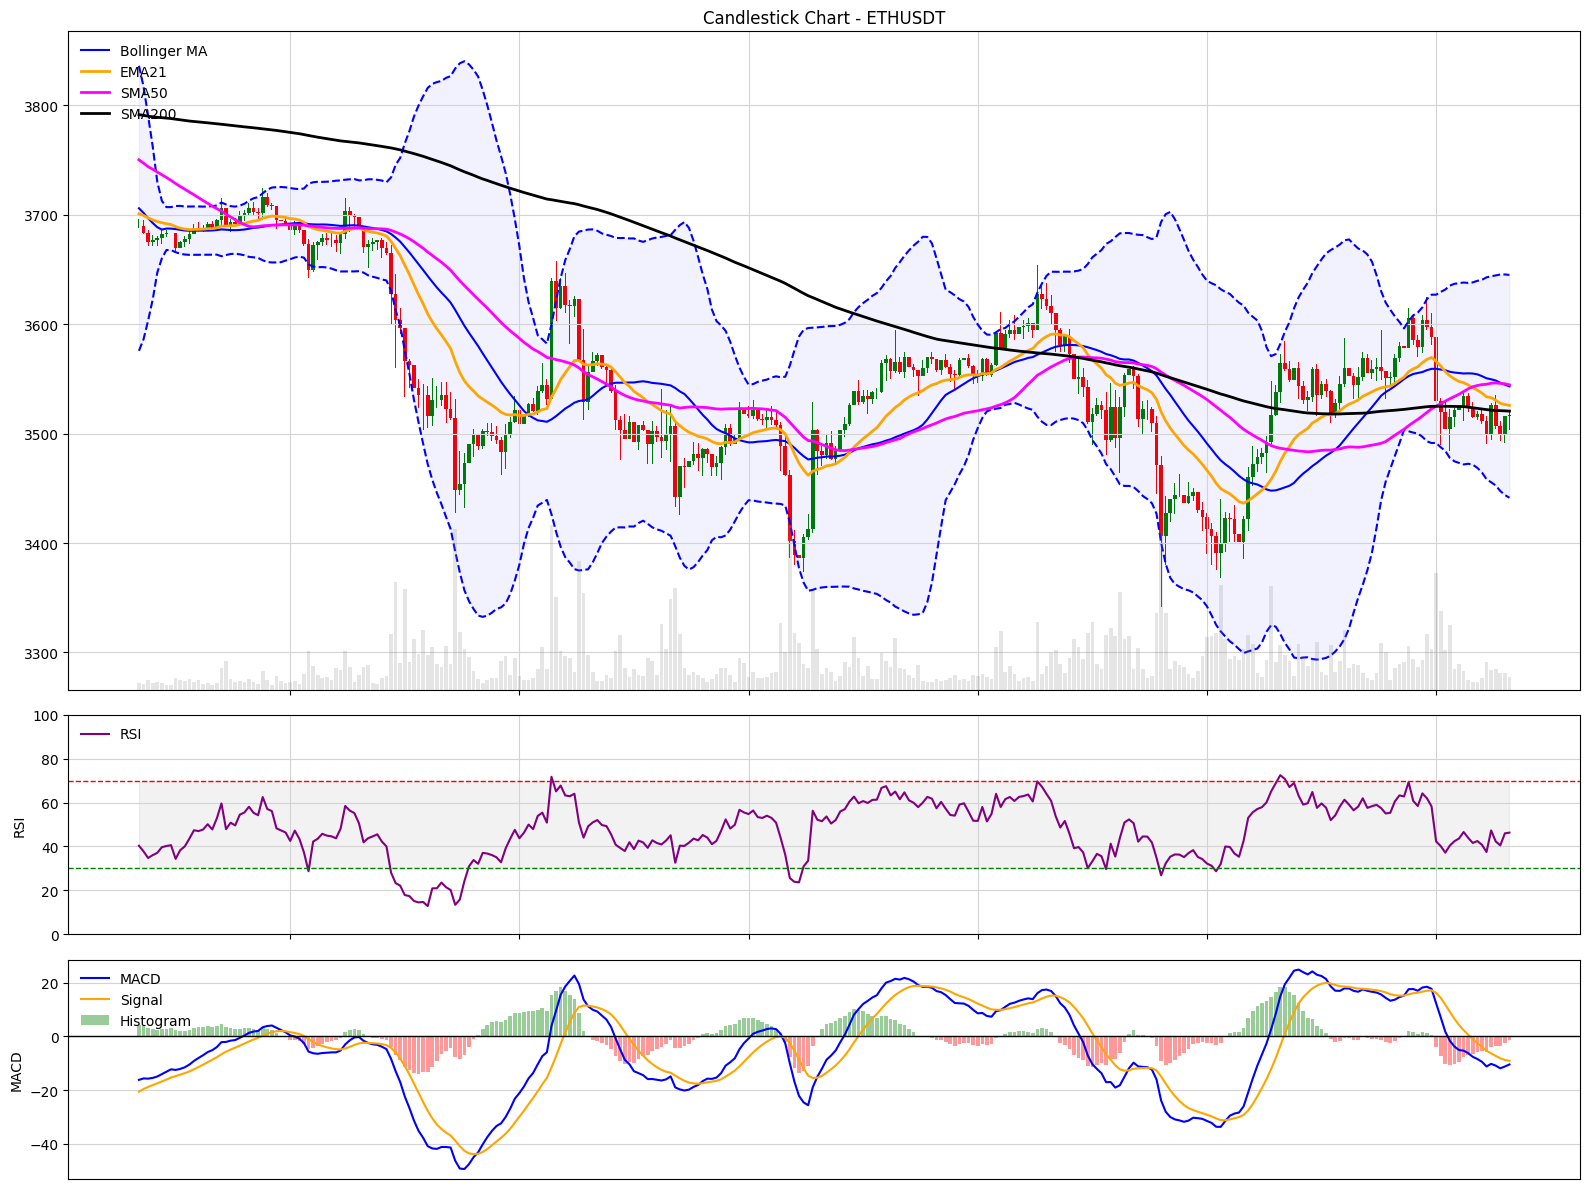 Candlestick Chart - ETHUSDT
Bollinger MA
EMA21
SMA50
SMA200
3800
3700
3600
3500
3400
3300
100
80
60
40
20
0
RSI
RSI
20
0
−20
−40
MACD
MACD
Signal
Histogram